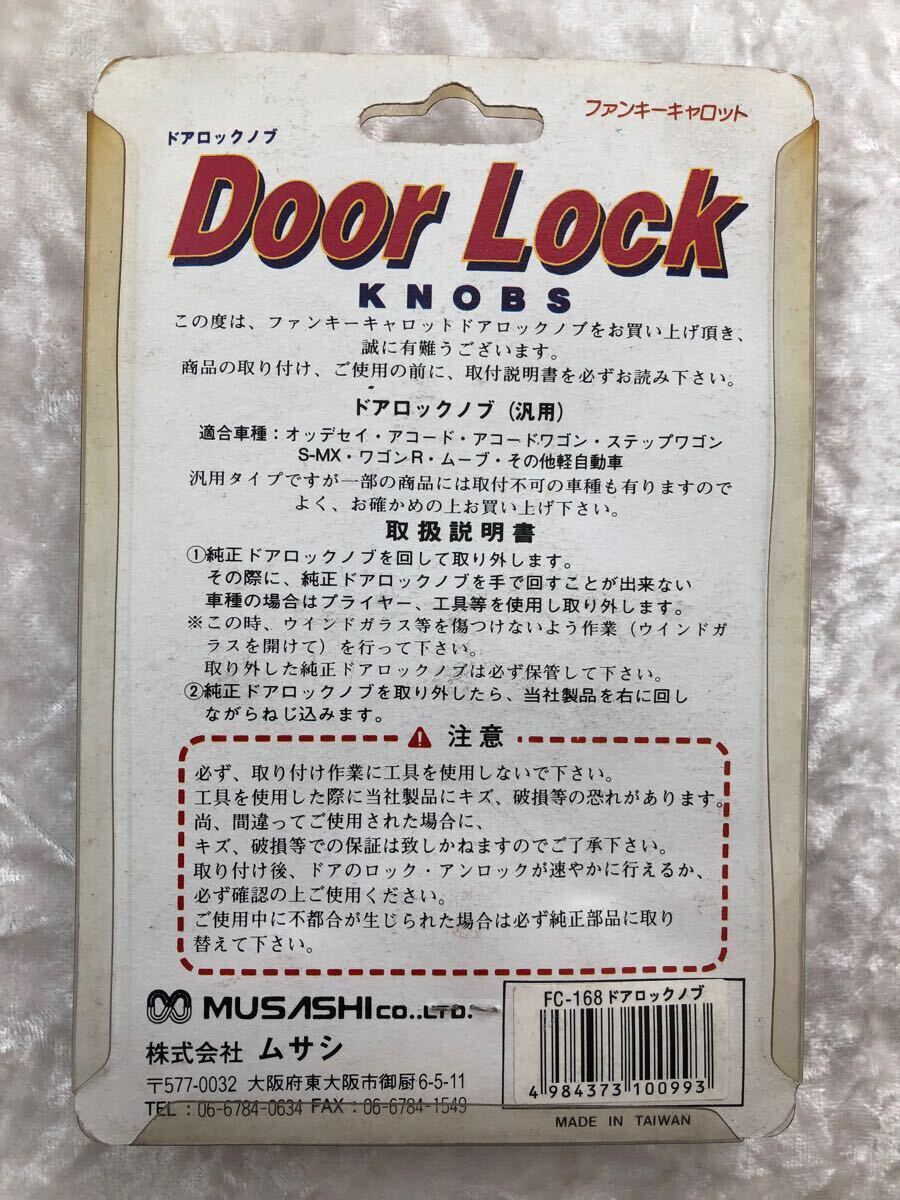 ファンキーキャロット
ドアロックノブ
Door Lock
KNOBS
この度は、ファンキーキャロットドアロックノブをお買い上げ頂き、
誠に有難うございます。
商品の取り付け、ご使用の前に、取付説明書を必ずお読み下さい。
ドアロックノブ(汎用)
適合車種:オッデセイ・アコード・アコードワゴン・ステップワゴン
S-MX・ワゴンR・ムーブ・その他軽自動車
汎用タイプですが一部の商品には取付不可の車種も有りますので
よく、お確かめの上お買い上げ下さい。
取扱説明書
①純正ドアロックノブを回して取り外します。
その際に、純正ドアロックノブを手で回すことが出来ない
車種の場合はプライヤー、工具等を使用し取り外します。
※この時、ウインドガラス等を傷つけないよう作業(ウインドガ
ラスを開けて)を行って下さい。
取り外した純正ドアロックノブは必ず保管して下さい。
②純正ドアロックノブを取り外したら、当社製品を右に回し
ながらねじ込みます。
注意
必ず、取り付け作業に工具を使用しないで下さい。
工具を使用した際に当社製品にキズ、破損等の恐れがあります。
尚、間違ってご使用された場合に、
キズ、破損等での保証は致しかねますのでご了承下さい。
取り付け後、ドアのロック・アンロックが速やかに行えるか、
必ず確認の上ご使用ください。
ご使用中に不都合が生じられた場合は必ず純正部品に取り
替えて下さい。
MUSASHI CO.,LTD.
株式会社 ムサシ
〒577-0032 大阪府東大阪市御厨6-5-11
TEL:06-6784-0634 FAX:06-6784-1549
FC-168ドアロックノブ
4 984373 100993
MADE IN TAIWAN